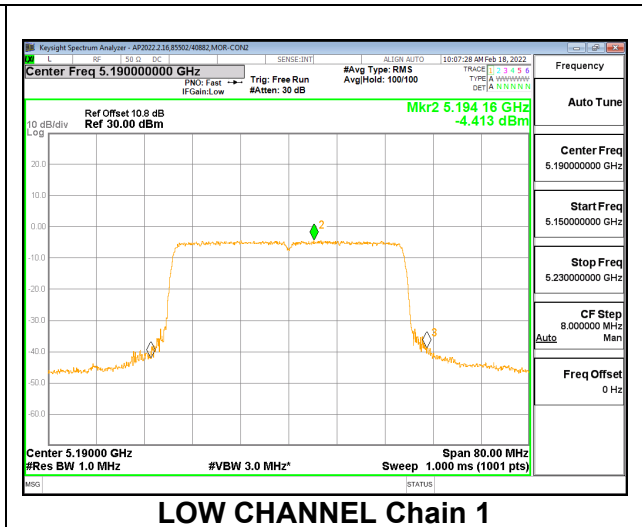 Keysight Spectrum Analyzer - AP2022.2.16,85502/40882,MOR-CON2
L RF 50 Ω DC SENSE:INT ALIGN AUTO 10:07:28 AM Feb 18, 2022
Center Freq 5.190000000 GHz
PNO: Fast
IFGain:Low
Trig: Free Run
#Atten: 30 dB
#Avg Type: RMS
Avg|Hold: 100/100
TRACE 1 2 3 4 5 6
TYPE A WWWWW
DET A N N N N N
Frequency
Ref Offset 10.8 dB
Ref 30.00 dBm
10 dB/div
Log
Mkr2 5.194 16 GHz
-4.413 dBm
20.0
10.0
0.00
-10.0
-20.0
-30.0
-40.0
-50.0
-60.0
2
3
Center 5.19000 GHz
#Res BW 1.0 MHz
#VBW 3.0 MHz*
Span 80.00 MHz
Sweep 1.000 ms (1001 pts)
MSG
STATUS
Auto Tune
Center Freq
5.190000000 GHz
Start Freq
5.150000000 GHz
Stop Freq
5.230000000 GHz
CF Step
8.000000 MHz
Auto Man
Freq Offset
0 Hz
LOW CHANNEL Chain 1